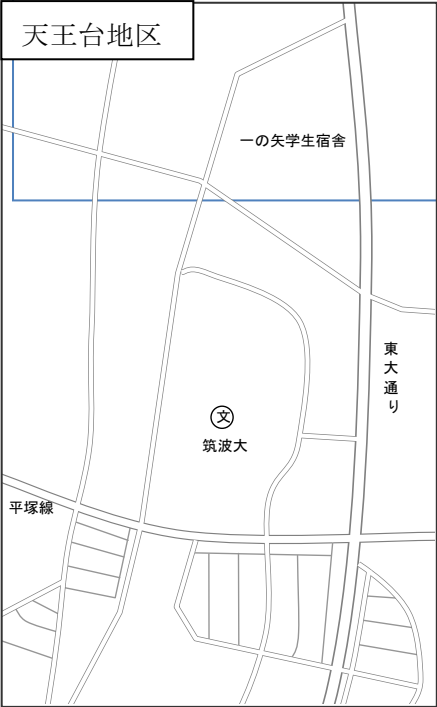 天王台地区
一の矢学生宿舎
東大通り
文
筑波大
平塚線